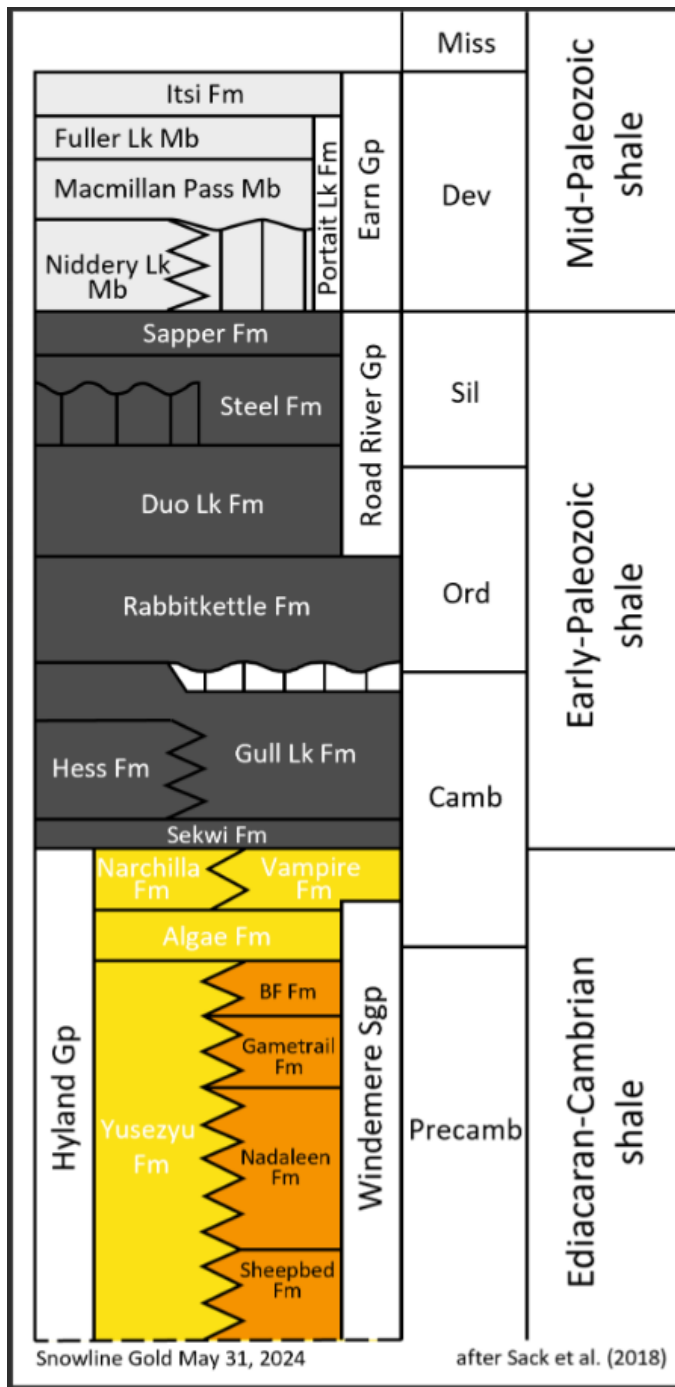 Miss
Itsi Fm
Fuller Lk Mb
Macmillan Pass Mb
Niddery Lk
Mb
Portait Lk Fm
Earn Gp
Dev
Mid-Paleozoic
shale
Sapper Fm
Steel Fm
Duo Lk Fm
Road River Gp
Sil
Rabbitkettle Fm
Ord
Early-Paleozoic
shale
Hess Fm
Gull Lk Fm
Sekwi Fm
Camb
Narchilla
Fm
Vampire
Fm
Algae Fm
Hyland Gp
Yusezyu
Fm
BF Fm
Gametrail
Fm
Nadaleen
Fm
Sheepbed
Fm
Windemere Sgp
Precamb
Ediacaran-Cambrian
shale
Snowline Gold May 31, 2024
after Sack et al. (2018)